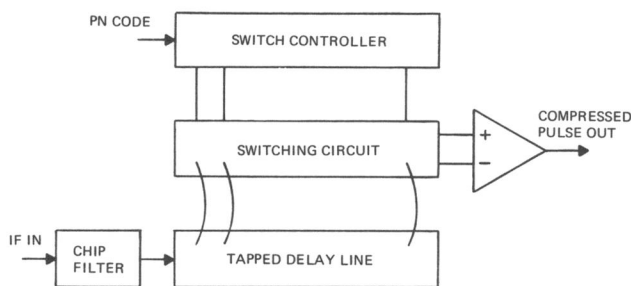 PN CODE
SWITCH CONTROLLER
SWITCHING CIRCUIT
+
−
COMPRESSED
PULSE OUT
IF IN
CHIP
FILTER
TAPPED DELAY LINE